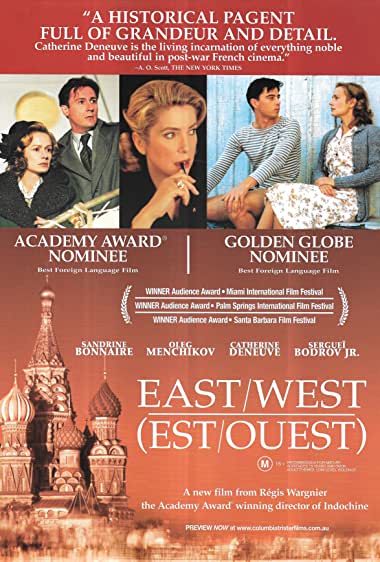 "A HISTORICAL PAGENT
FULL OF GRANDEUR AND DETAIL.
Catherine Deneuve is the living incarnation of everything noble
and beautiful in post-war French cinema."
—A. O. Scott, THE NEW YORK TIMES
ACADEMY AWARD®
NOMINEE
Best Foreign Language Film
GOLDEN GLOBE
NOMINEE
Best Foreign Language Film
WINNER Audience Award • Miami International Film Festival
WINNER Audience Award • Palm Springs International Film Festival
WINNER Audience Award • Santa Barbara Film Festival
SANDRINE
BONNAIRE
OLEG
MENCHIKOV
CATHERINE
DENEUVE
SERGUEÏ
BODROV JR.
EAST/WEST
(EST/OUEST)
M 15+
A new film from Régis Wargnier
the Academy Award® winning director of Indochine
PREVIEW NOW at www.columbiatristarfilms.com.au